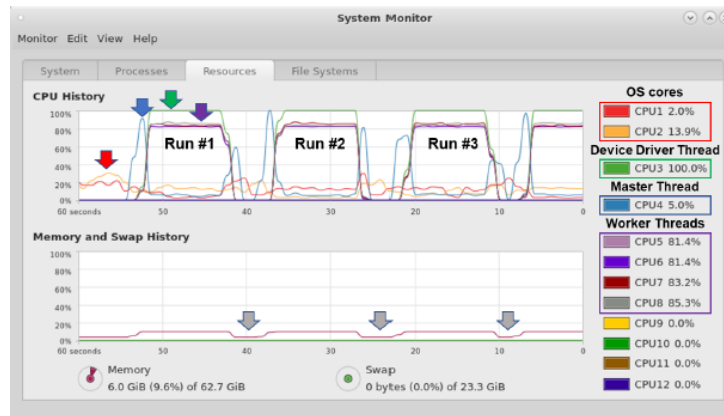 System Monitor
Monitor Edit View Help
System Processes Resources File Systems
CPU History
100%
80%
60%
40%
20%
0%
Run #1 Run #2 Run #3
60 seconds 50 40 30 20 10 0
OS cores
CPU1 2.0%
CPU2 13.9%
Device Driver Thread
CPU3 100.0%
Master Thread
CPU4 5.0%
Worker Threads
CPU5 81.4%
CPU6 81.4%
CPU7 83.2%
CPU8 85.3%
CPU9 0.0%
CPU10 0.0%
CPU11 0.0%
CPU12 0.0%
Memory and Swap History
100%
80%
60%
40%
20%
0%
60 seconds 50 40 30 20 10 0
Memory
6.0 GiB (9.6%) of 62.7 GiB
Swap
0 bytes (0.0%) of 23.3 GiB